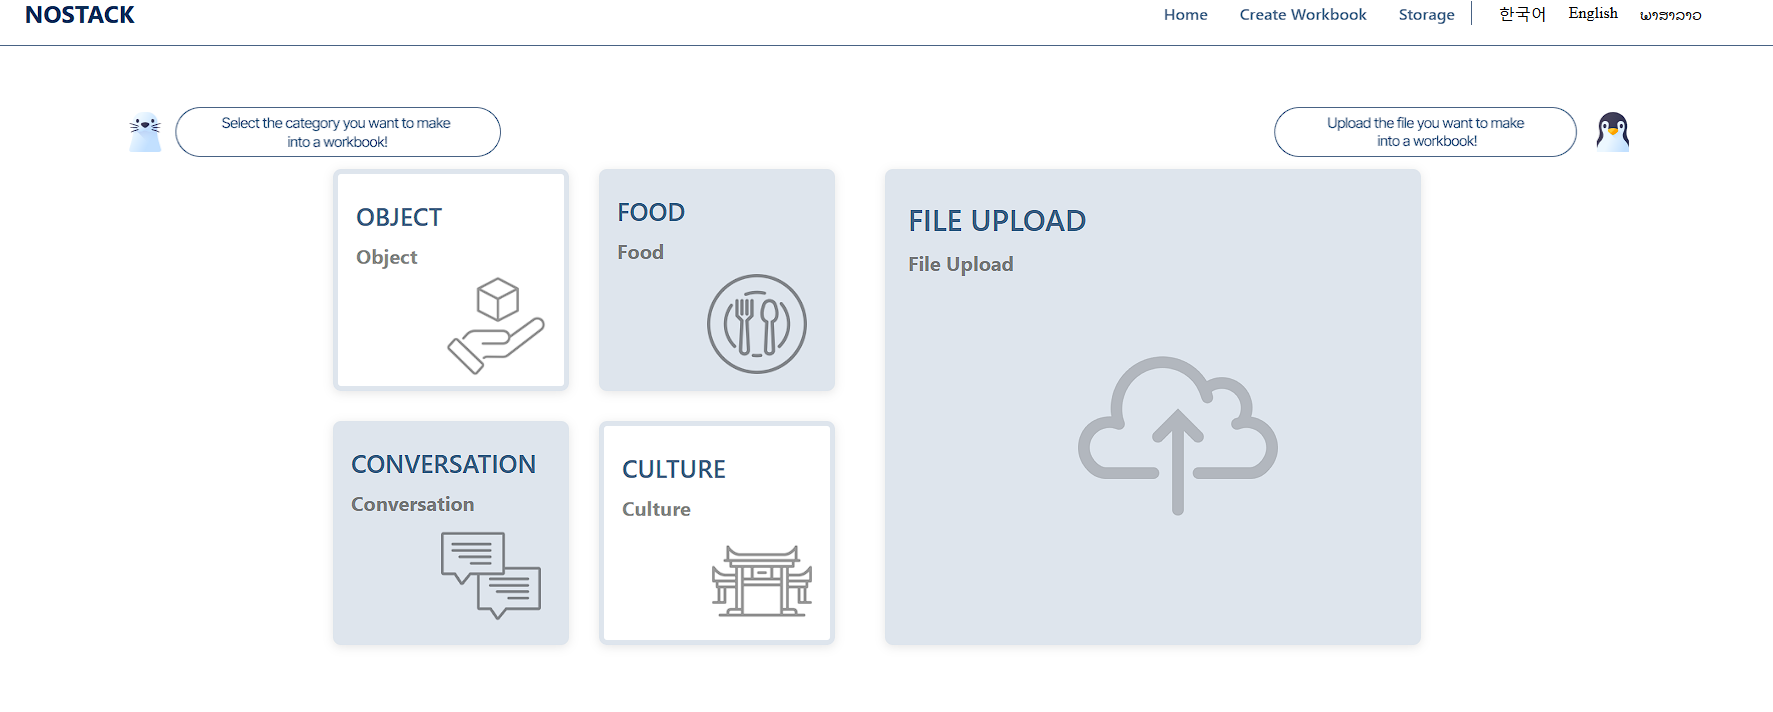 NOSTACK
Home
Create Workbook
Storage
한국어
English
ພາສາລາວ
Select the category you want to make
into a workbook!
Upload the file you want to make
into a workbook!
OBJECT
Object
FOOD
Food
FILE UPLOAD
File Upload
CONVERSATION
Conversation
CULTURE
Culture